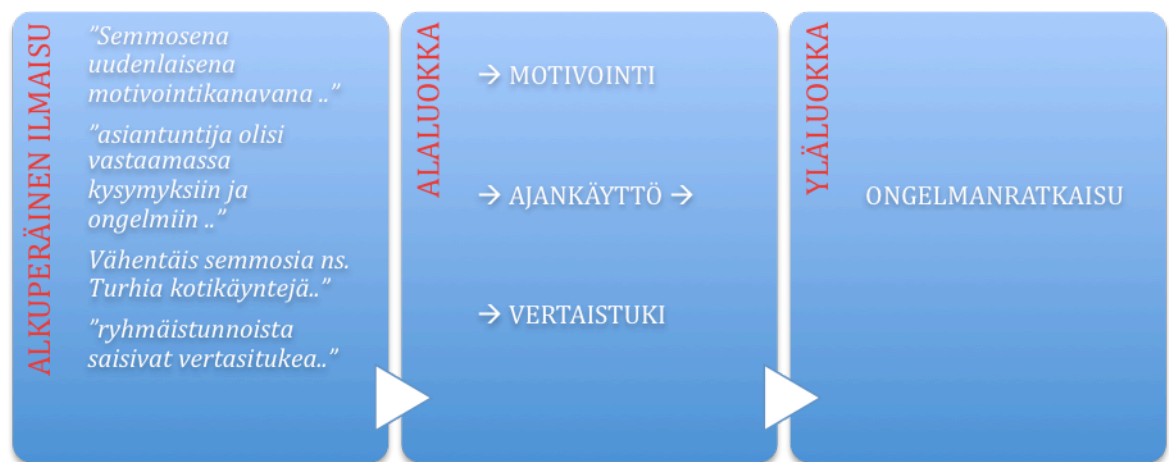 ALKUPERÄINEN ILMAISU
"Semmosena
uudenlaisena
motivointikanavana .."
"asiantuntija olisi
vastaamassa
kysymyksiin ja
ongelmiin .."
Vähentäis semmosia ns.
Turhia kotikäyntejä.."
"ryhmäistunnoista
saisivat vertasitukea.."
ALALUOKKA
→ MOTIVOINTI
→ AJANKÄYTTÖ →
→ VERTAISTUKI
YLÄLUOKKA
ONGELMANRATKAISU